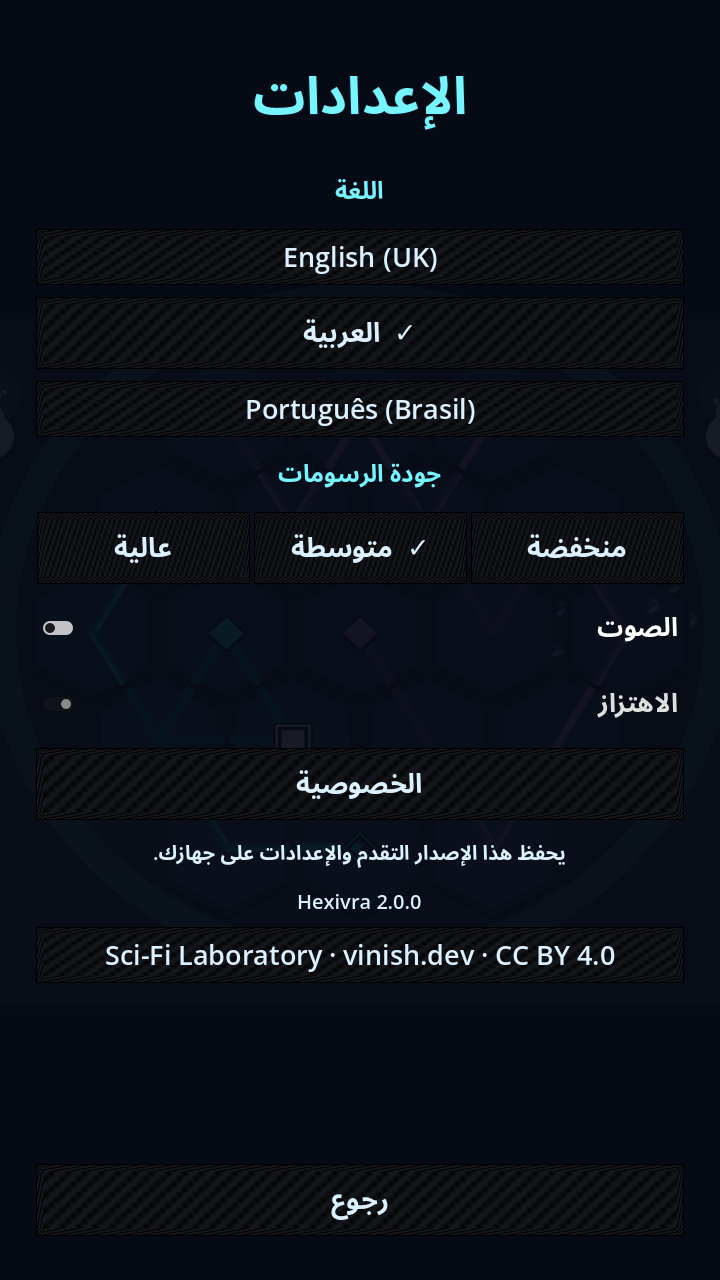 الإعدادات
اللغة
English (UK)
✓ العربية
Português (Brasil)
جودة الرسومات
منخفضة
✓ متوسطة
عالية
الصوت
الاهتزاز
الخصوصية
يحفظ هذا الإصدار التقدم والإعدادات على جهازك.
Hexivra 2.0.0
Sci-Fi Laboratory · vinish.dev · CC BY 4.0
رجوع